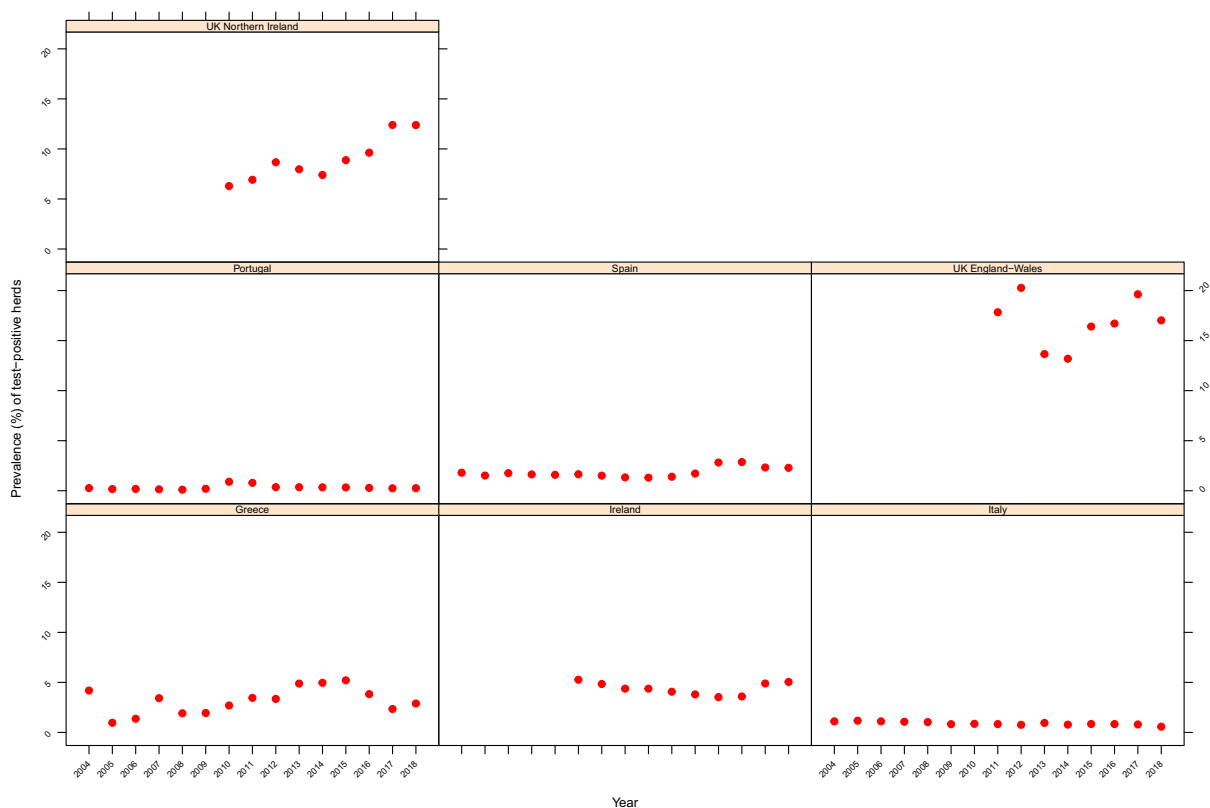 UK Northern Ireland
20
15
10
5
0
Portugal
Spain
UK England−Wales
20
15
10
5
0
Prevalence (%) of test−positive herds
Greece
Ireland
Italy
20
15
10
5
0
2004 2005 2006 2007 2008 2009 2010 2011 2012 2013 2014 2015 2016 2017 2018
2004 2005 2006 2007 2008 2009 2010 2011 2012 2013 2014 2015 2016 2017 2018
Year